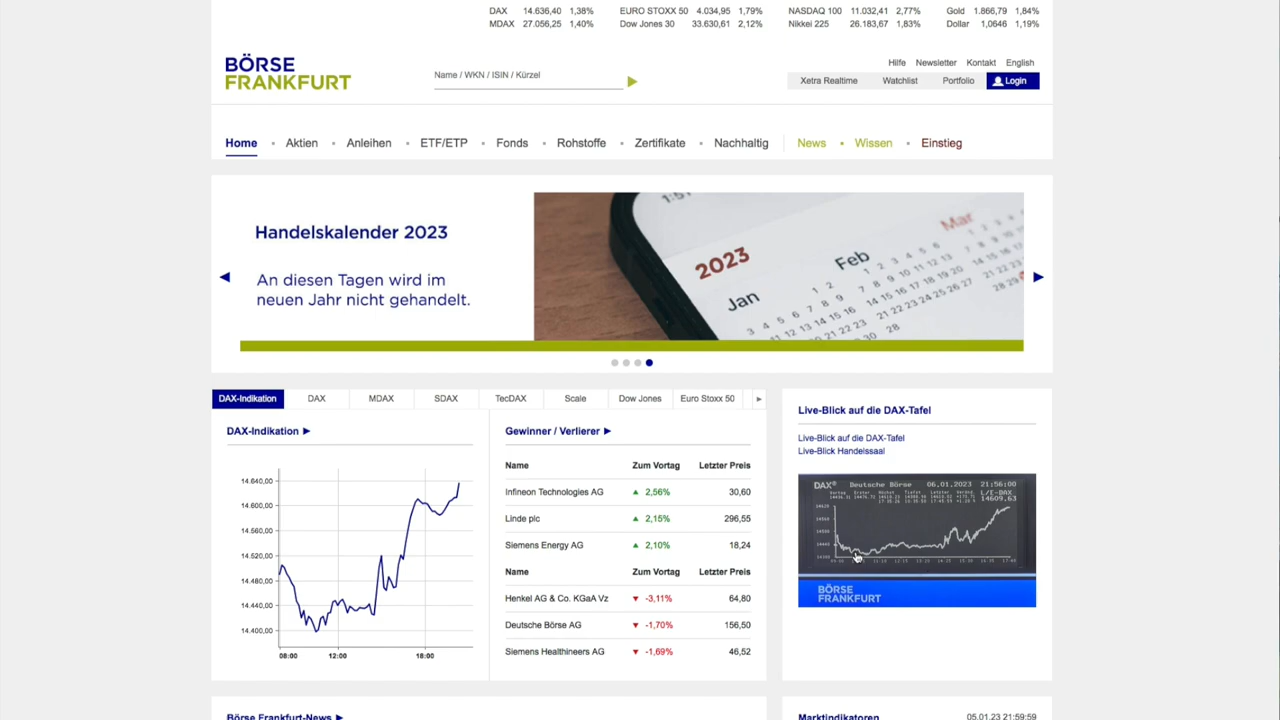 DAX 14.636,40 1,38% EURO STOXX 50 4.034,95 1,79% NASDAQ 100 11.032,41 2,77% Gold 1.866,79 1,84%
MDAX 27.056,25 1,40% Dow Jones 30 33.630,61 2,12% Nikkei 225 26.183,67 1,83% Dollar 1,0646 1,19%
Hilfe Newsletter Kontakt English
BÖRSE
FRANKFURT
Name / WKN / ISIN / Kürzel
Xetra Realtime Watchlist Portfolio Login
Home Aktien Anleihen ETF/ETP Fonds Rohstoffe Zertifikate Nachhaltig News Wissen Einstieg
Handelskalender 2023
An diesen Tagen wird im
neuen Jahr nicht gehandelt.
2023
Jan Feb Mar
DAX-Indikation DAX MDAX SDAX TecDAX Scale Dow Jones Euro Stoxx 50
DAX-Indikation
14.640,00
14.600,00
14.560,00
14.520,00
14.480,00
14.440,00
14.400,00
08:00 12:00 18:00
Gewinner / Verlierer
Name Zum Vortag Letzter Preis
Infineon Technologies AG 2,56% 30,60
Linde plc 2,15% 296,55
Siemens Energy AG 2,10% 18,24
Name Zum Vortag Letzter Preis
Henkel AG & Co. KGaA Vz -3,11% 64,80
Deutsche Börse AG -1,70% 156,50
Siemens Healthineers AG -1,69% 46,52
Live-Blick auf die DAX-Tafel
Live-Blick auf die DAX-Tafel
Live-Blick Handelssaal
DAX® Deutsche Börse 06.01.2023 21:56:00
L/E-DAX
14609,63
BÖRSE
FRANKFURT
Börse Frankfurt-News
Marktindikatoren 05.01.23 21:59:59